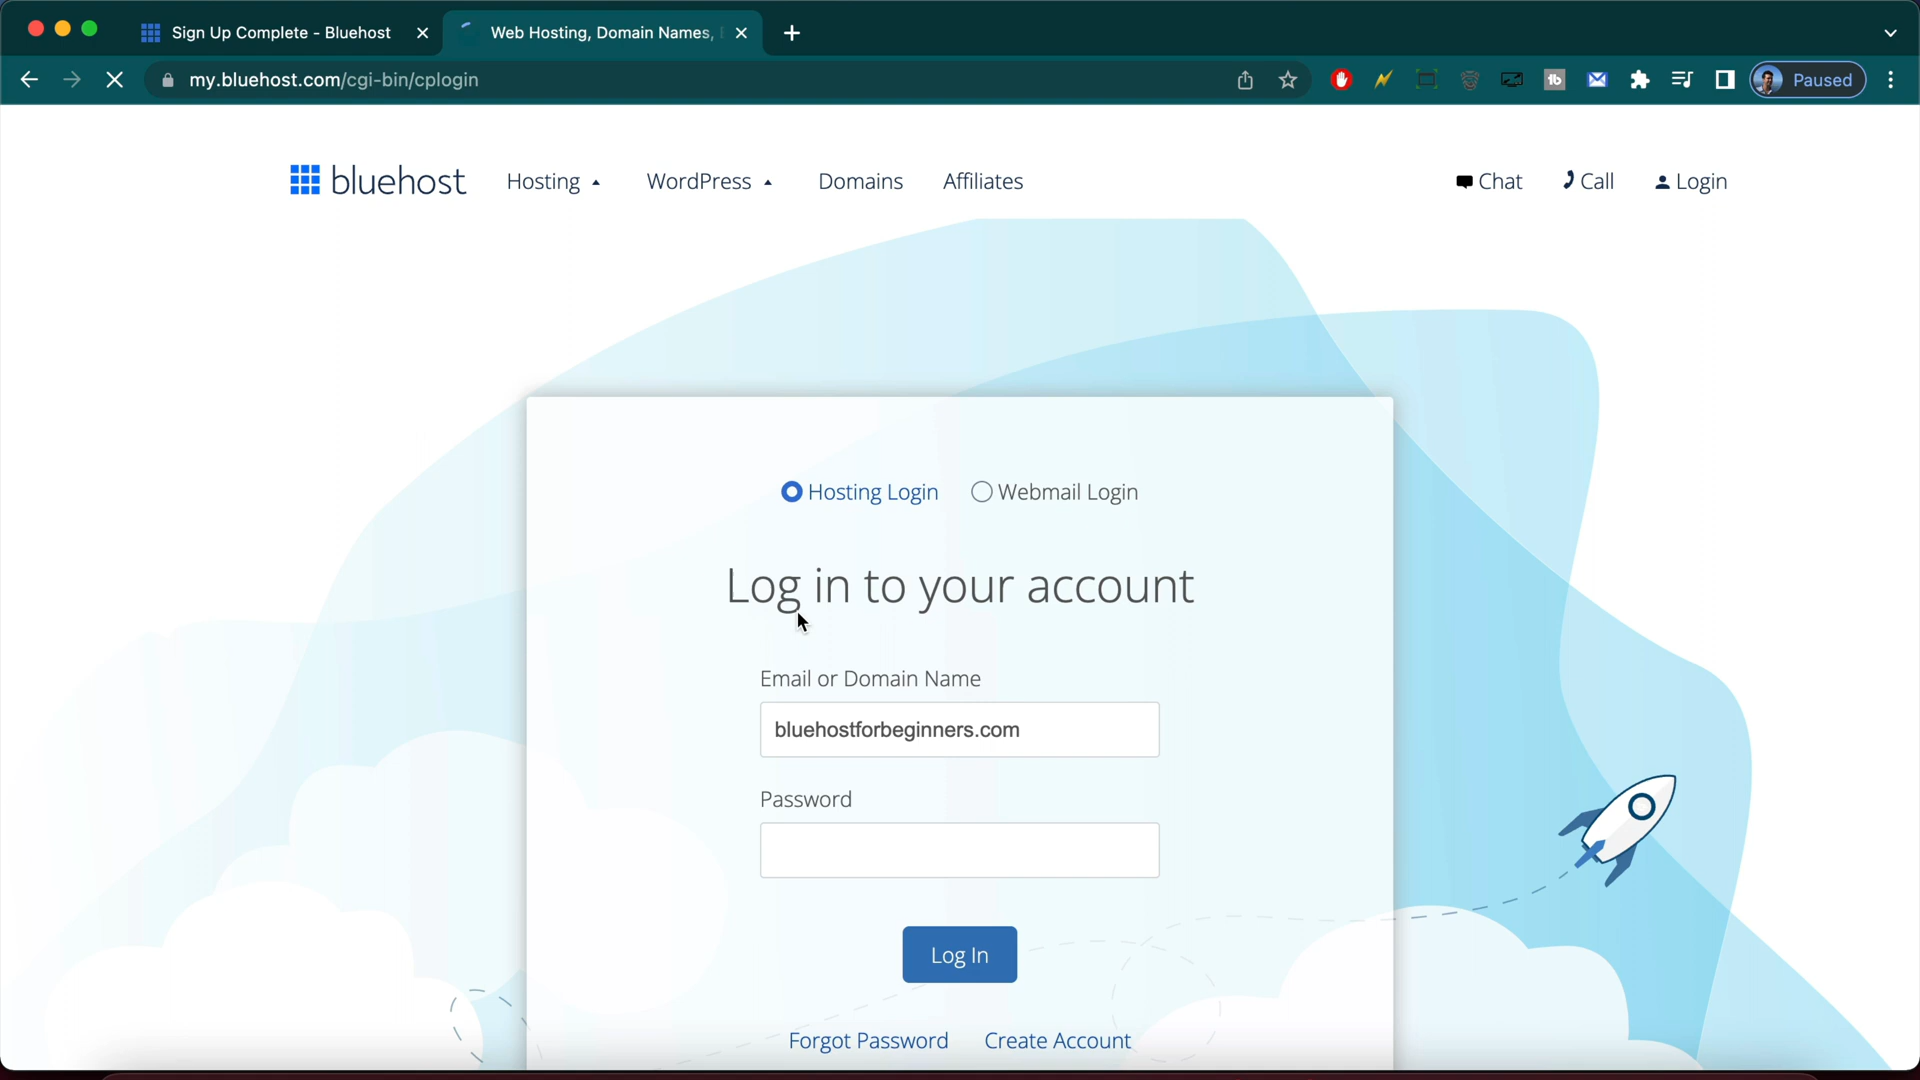 Sign Up Complete - Bluehost
Web Hosting, Domain Names,
my.bluehost.com/cgi-bin/cplogin
tb
Paused
bluehost
Hosting
WordPress
Domains
Affiliates
Chat
Call
Login
Hosting Login
Webmail Login
Log in to your account
Email or Domain Name
bluehostforbeginners.com
Password
Log In
Forgot Password
Create Account